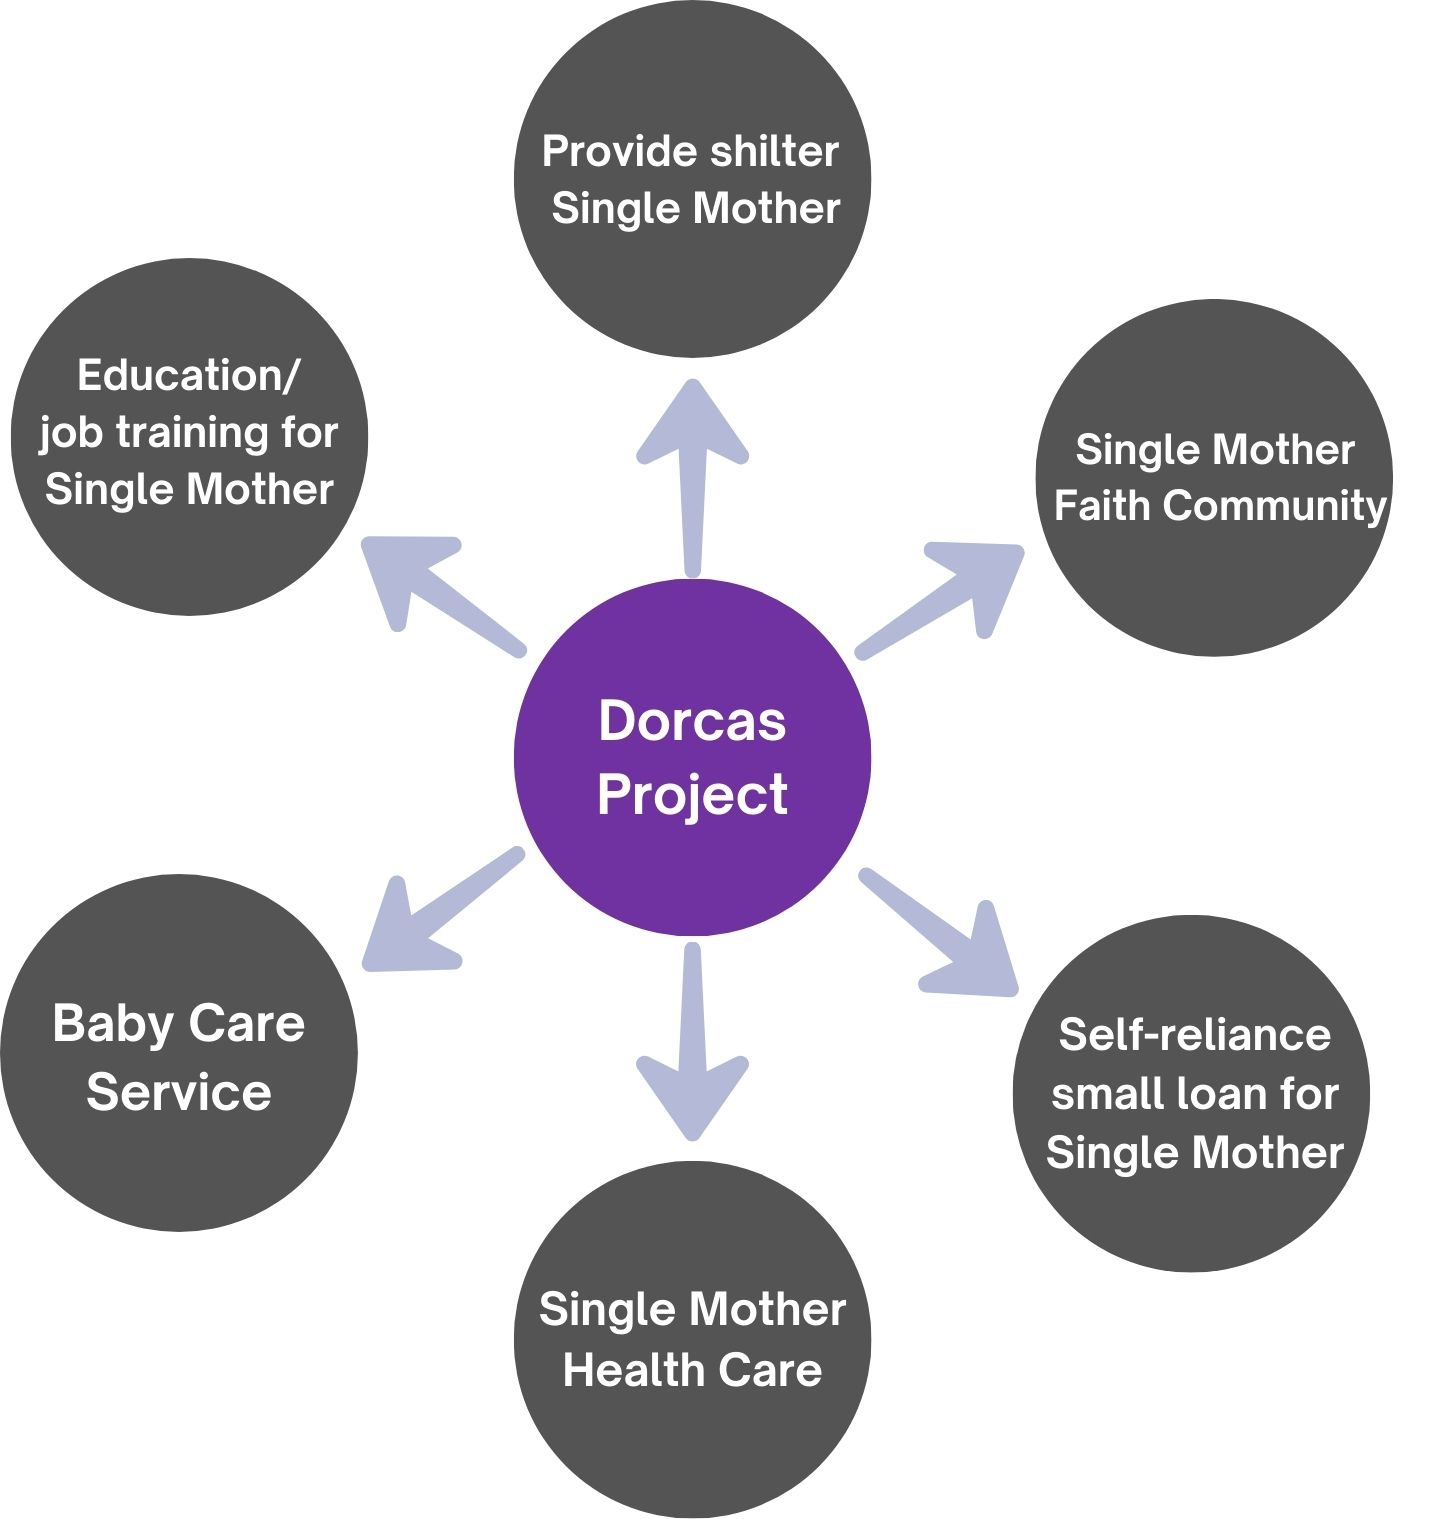 Provide shilter
Single Mother
Education/
job training for
Single Mother
Single Mother
Faith Community
Dorcas
Project
Baby Care
Service
Self-reliance
small loan for
Single Mother
Single Mother
Health Care